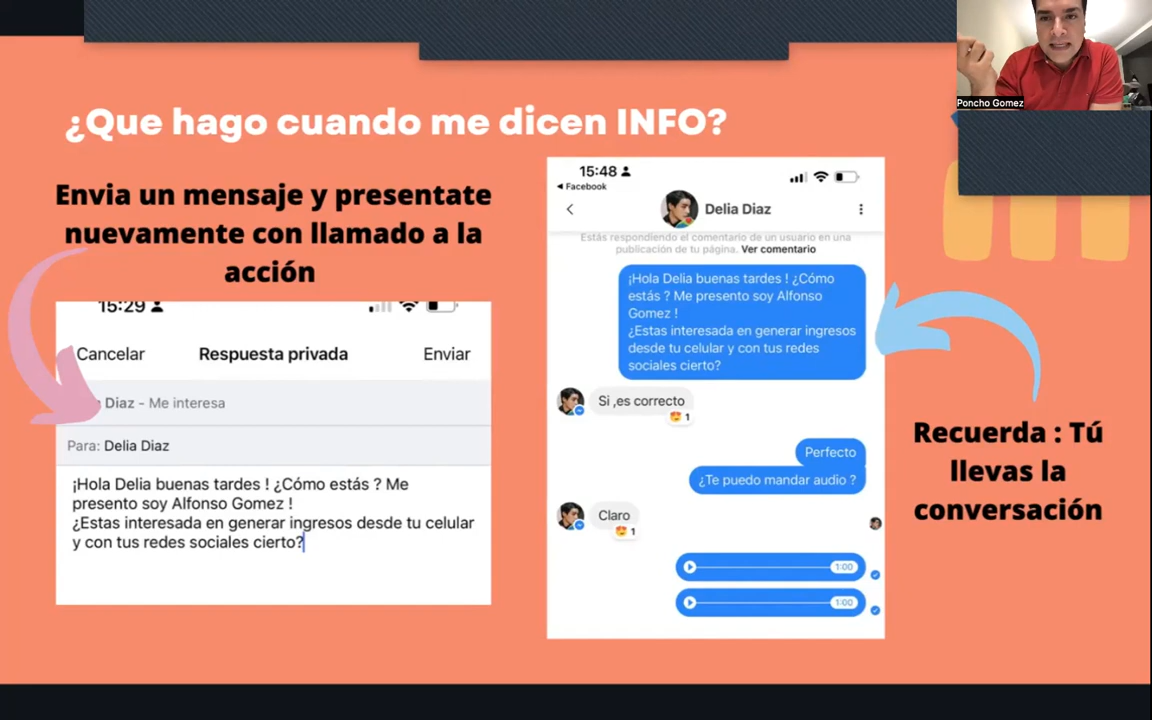 Poncho Gomez
¿Que hago cuando me dicen INFO?
Envia un mensaje y presentate
nuevamente con llamado a la
acción
15:29
Cancelar
Respuesta privada
Enviar
Diaz - Me interesa
Para: Delia Diaz
¡Hola Delia buenas tardes ! ¿Cómo estás ? Me
presento soy Alfonso Gomez !
¿Estas interesada en generar ingresos desde tu celular
y con tus redes sociales cierto?
15:48
Facebook
Delia Diaz
Estás respondiendo el comentario de un usuario en una
publicación de tu página. Ver comentario
¡Hola Delia buenas tardes ! ¿Cómo
estás ? Me presento soy Alfonso
Gomez !
¿Estas interesada en generar ingresos
desde tu celular y con tus redes
sociales cierto?
Si ,es correcto
1
Perfecto
¿Te puedo mandar audio ?
Claro
1
1:00
1:00
Recuerda : Tú
llevas la
conversación